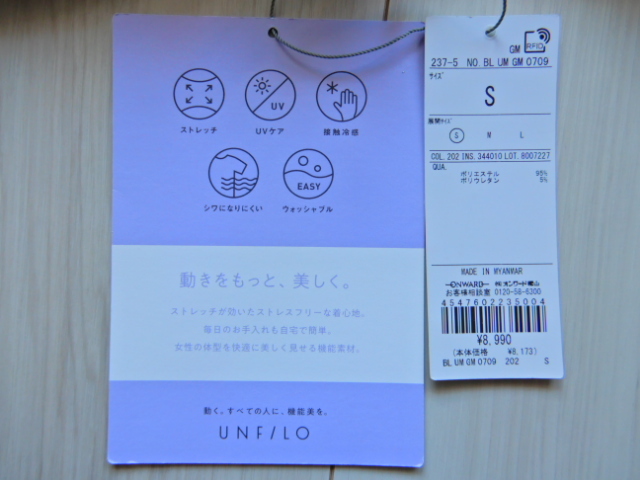 UV
ストレッチ
UVケア
接触冷感
EASY
シワになりにくい
ウォッシャブル
動きをもっと、美しく。
ストレッチが効いたストレスフリーな着心地。
毎日のお手入れも自宅で簡単。
女性の体型を快適に美しく見せる機能素材。
動く、すべての人に、機能美を。
UNF/LO
GM
RFID
237-5 NO. BL UM GM 0709
サイズ
S
展開サイズ
S M L
COL. 202 INS. 344010 LOT. 8007227
QUA.
ポリエステル 95%
ポリウレタン 5%
MADE IN MYANMAR
ONWARD ㈱オンワード樫山
お客様相談室 0120-58-6300
4547602235004
¥8,990
(本体価格 ¥8,173)
BL UM GM 0709 202 S